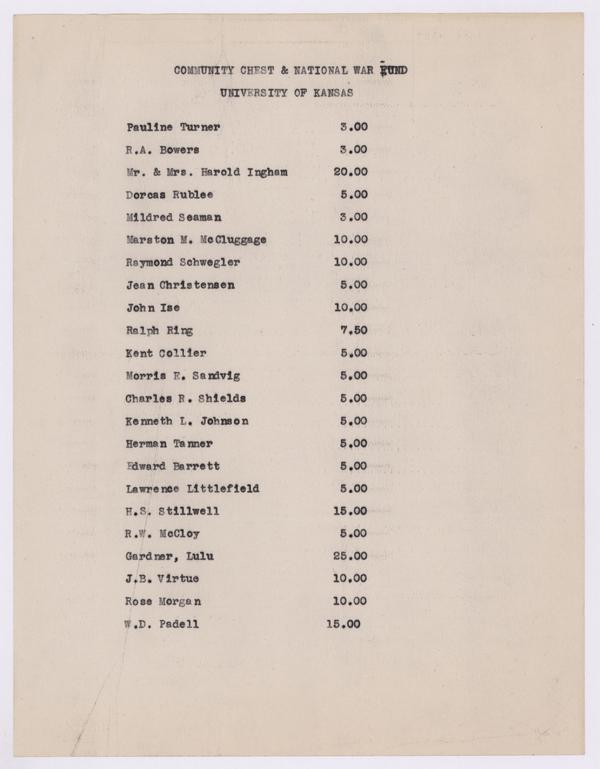 COMMUNITY CHEST & NATIONAL WAR FUND
UNIVERSITY OF KANSAS
Pauline Turner 3.00
R.A. Bowers 3.00
Mr. & Mrs. Harold Ingham 20.00
Dorcas Rublee 5.00
Mildred Seaman 3.00
Marston M. McCluggage 10.00
Raymond Schwegler 10.00
Jean Christensen 5.00
John Ise 10.00
Ralph Ring 7.50
Kent Collier 5.00
Morris E. Sandvig 5.00
Charles R. Shields 5.00
Kenneth L. Johnson 5.00
Herman Tanner 5.00
Edward Barrett 5.00
Lawrence Littlefield 5.00
H.S. Stillwell 15.00
R.W. McCloy 5.00
Gardner, Lulu 25.00
J.B. Virtue 10.00
Rose Morgan 10.00
W.D. Padell 15.00